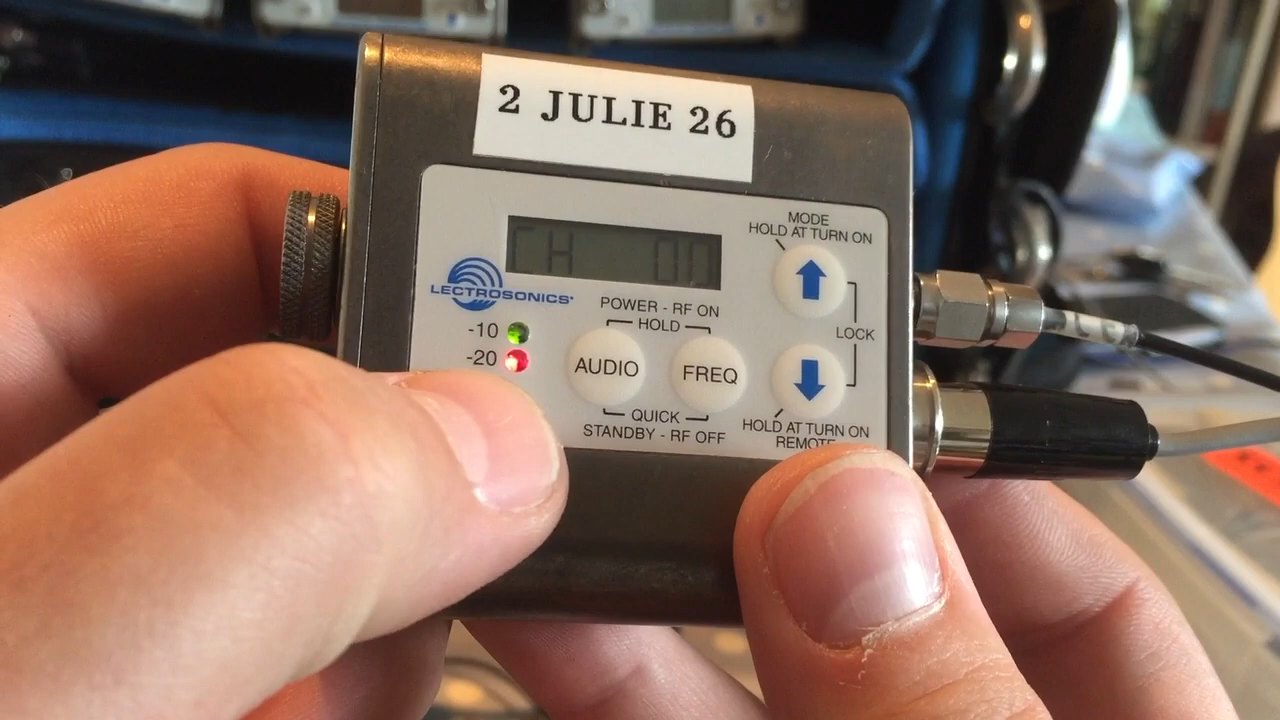 2 JULIE 26
MODE
HOLD AT TURN ON
CH 00
LECTROSONICS
POWER - RF ON
HOLD
-10
-20
AUDIO
FREQ
LOCK
QUICK
STANDBY - RF OFF
HOLD AT TURN ON
REMOTE